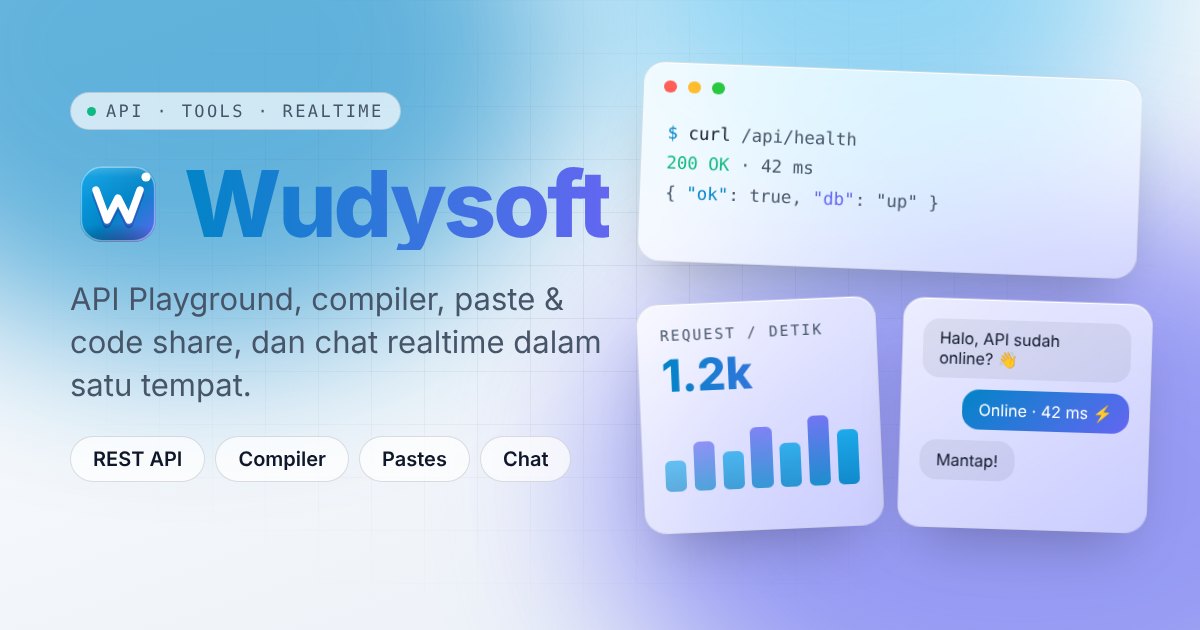 API · TOOLS · REALTIME
W
Wudysoft
API Playground, compiler, paste &
code share, dan chat realtime dalam
satu tempat.
REST API
Compiler
Pastes
Chat
$ curl /api/health
200 OK · 42 ms
{ "ok": true, "db": "up" }
REQUEST / DETIK
1.2k
Halo, API sudah
online? 👋
Online · 42 ms ⚡
Mantap!